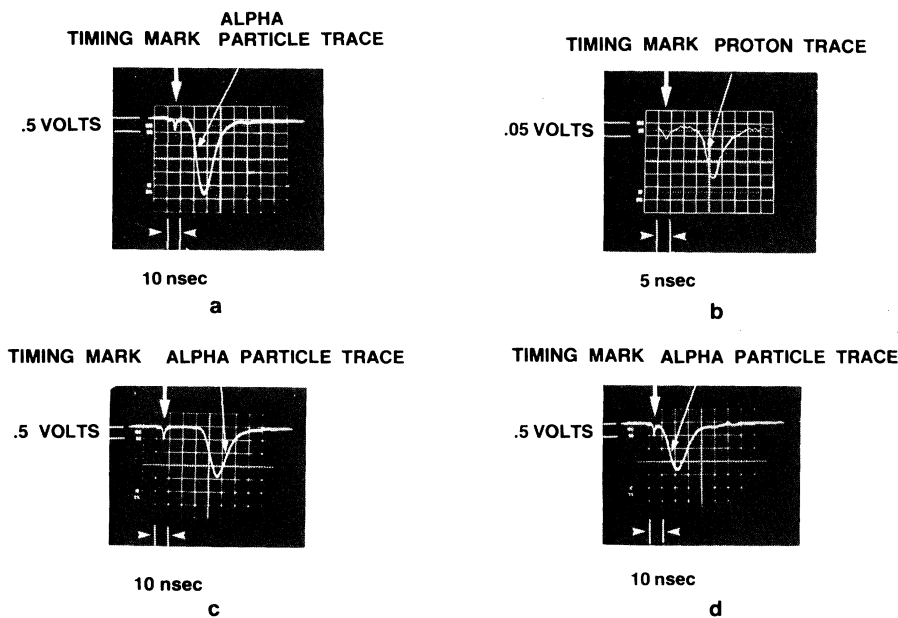 ALPHA
TIMING MARK PARTICLE TRACE
.5 VOLTS
10 nsec
a
TIMING MARK PROTON TRACE
.05 VOLTS
5 nsec
b
TIMING MARK ALPHA PARTICLE TRACE
.5 VOLTS
10 nsec
c
TIMING MARK ALPHA PARTICLE TRACE
.5 VOLTS
10 nsec
d